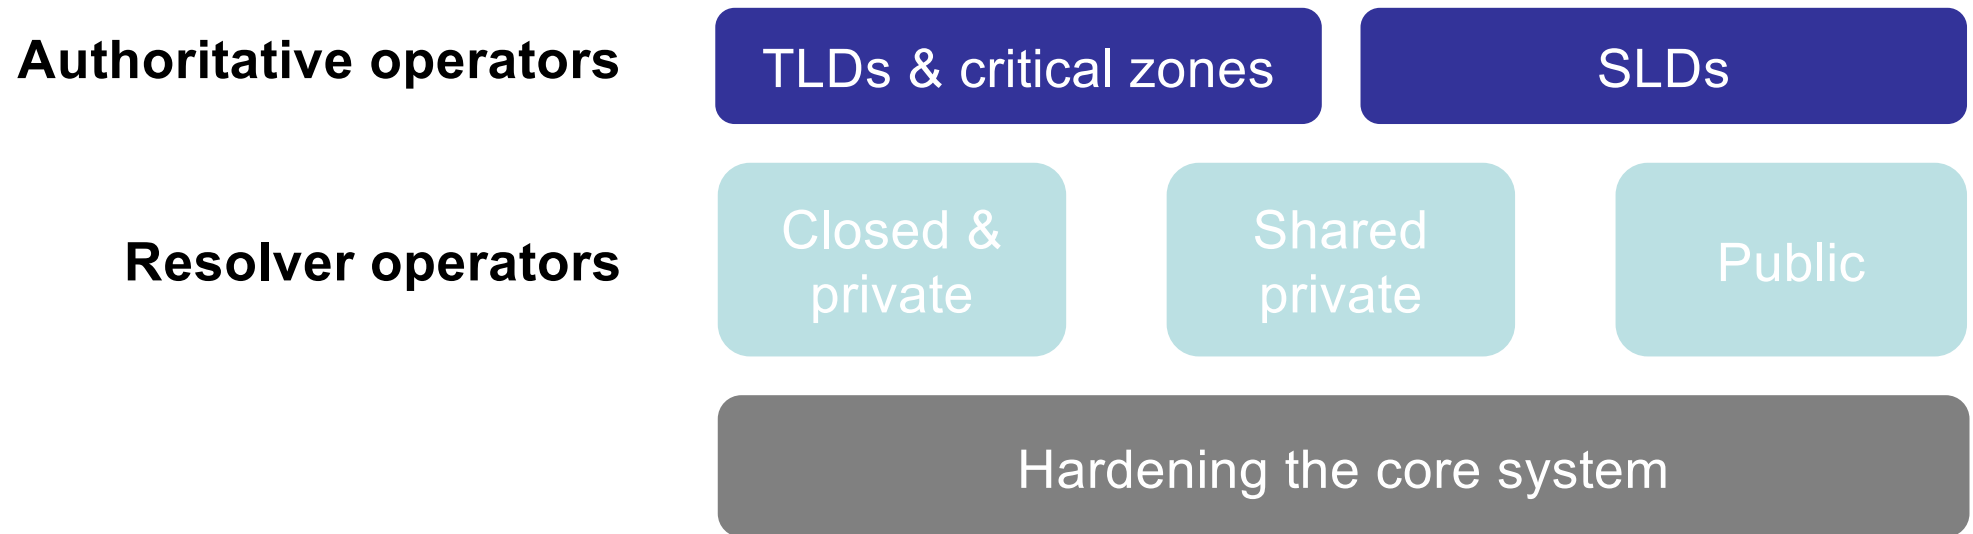 Authoritative operators
TLDs & critical zones
SLDs
Resolver operators
Closed &
private
Shared
private
Public
Hardening the core system